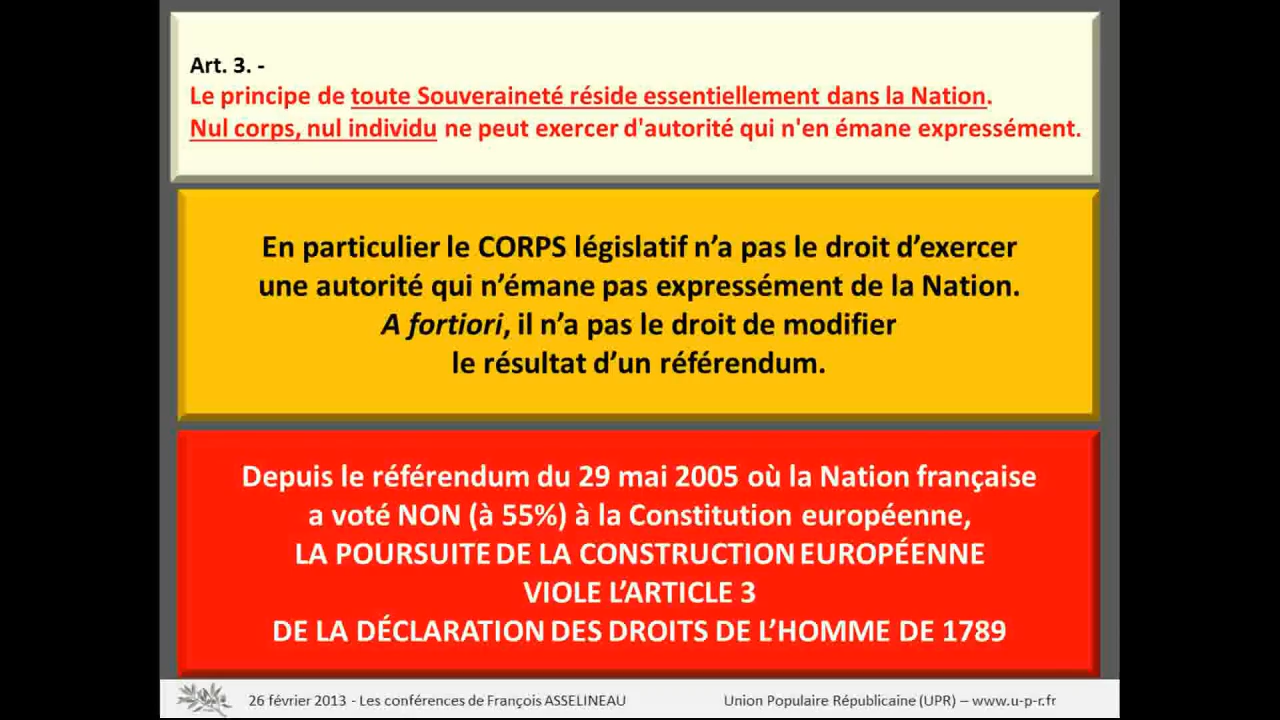 Art. 3. -
Le principe de toute Souveraineté réside essentiellement dans la Nation.
Nul corps, nul individu ne peut exercer d'autorité qui n'en émane expressément.
En particulier le CORPS législatif n’a pas le droit d’exercer
une autorité qui n’émane pas expressément de la Nation.
A fortiori, il n’a pas le droit de modifier
le résultat d’un référendum.
Depuis le référendum du 29 mai 2005 où la Nation française
a voté NON (à 55%) à la Constitution européenne,
LA POURSUITE DE LA CONSTRUCTION EUROPÉENNE
VIOLE L’ARTICLE 3
DE LA DÉCLARATION DES DROITS DE L’HOMME DE 1789
26 février 2013 - Les conférences de François ASSELINEAU Union Populaire Républicaine (UPR) – www.u-p-r.fr